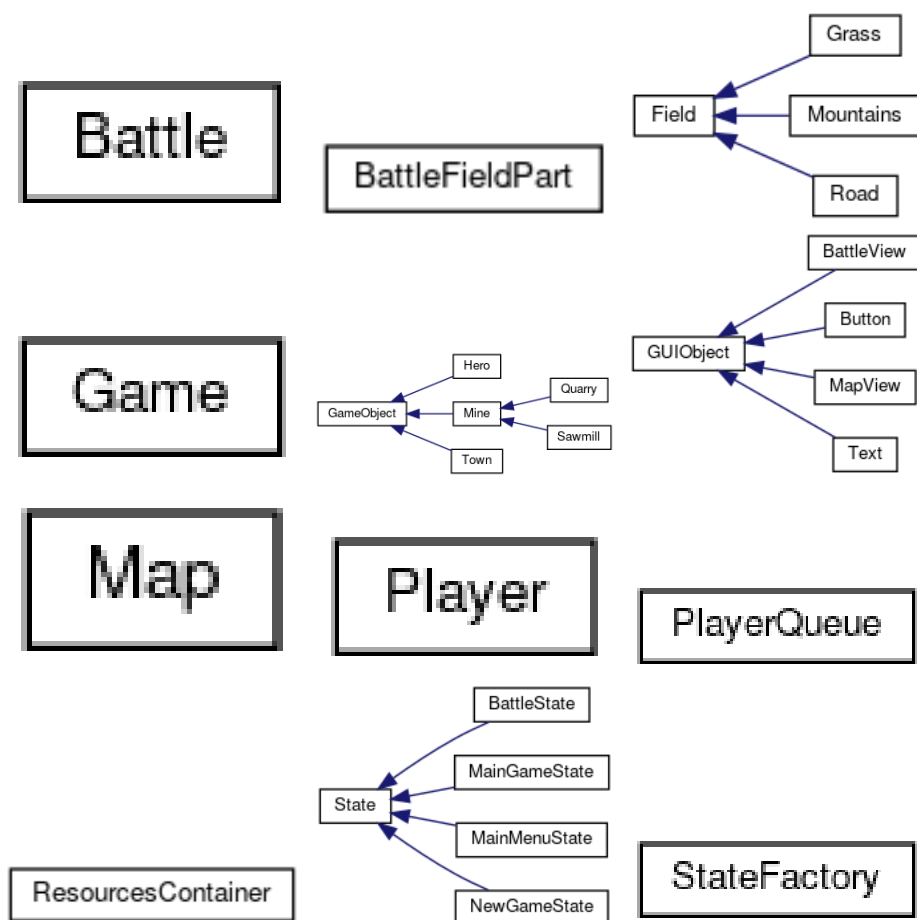 Battle
BattleFieldPart
Grass
Field
Mountains
Road
Game
Hero
GameObject
Mine
Quarry
Sawmill
Town
BattleView
Button
GUIObject
MapView
Text
Map
Player
PlayerQueue
ResourcesContainer
BattleState
MainGameState
State
MainMenuState
NewGameState
StateFactory